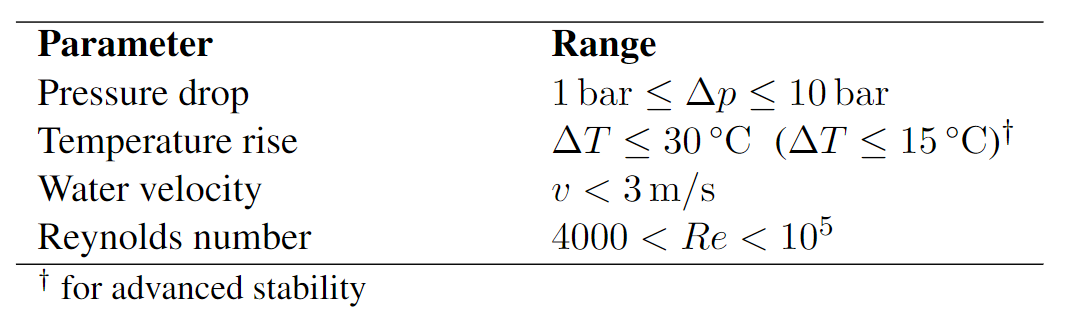 Parameter Range
Pressure drop 1 bar ≤ Δp ≤ 10 bar
Temperature rise ΔT ≤ 30 °C (ΔT ≤ 15 °C)†
Water velocity v < 3 m/s
Reynolds number 4000 < Re < 10⁵
† for advanced stability